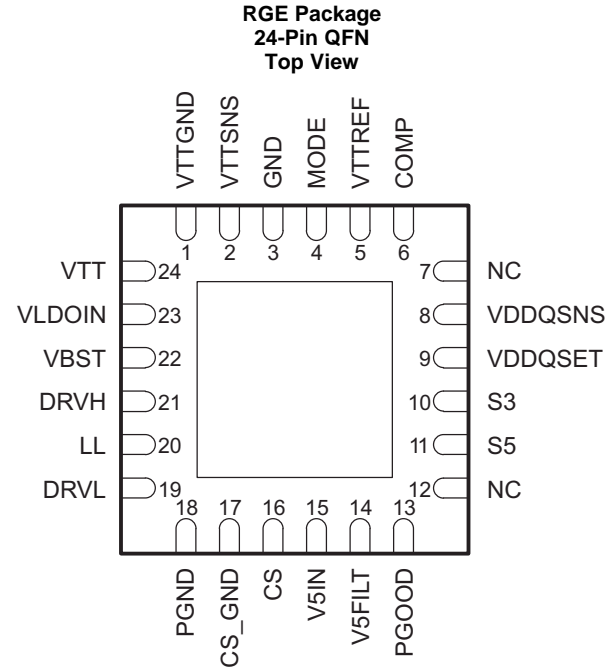 RGE Package
24-Pin QFN
Top View
VTTGND
VTTSNS
GND
MODE
VTTREF
COMP
1
2
3
4
5
6
VTT
24
7
NC
VLDOIN
23
8
VDDQSNS
VBST
22
9
VDDQSET
DRVH
21
10
S3
LL
20
11
S5
DRVL
19
12
NC
18
17
16
15
14
13
PGND
CS_GND
CS
V5IN
V5FILT
PGOOD